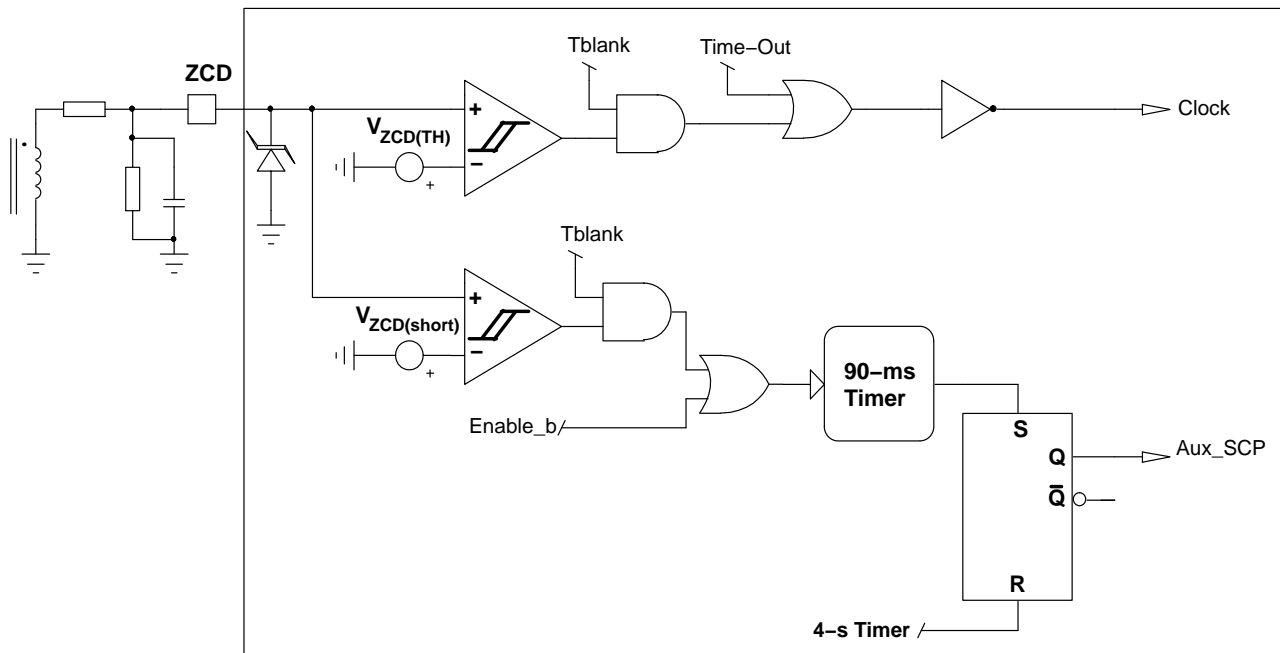 Tblank
Time−Out
ZCD
+
VZCD(TH)
−
+
Clock
Tblank
+
VZCD(short)
−
+
90−ms
Timer
Enable_b
S
Q
Aux_SCP
Q̅
R
4−s Timer